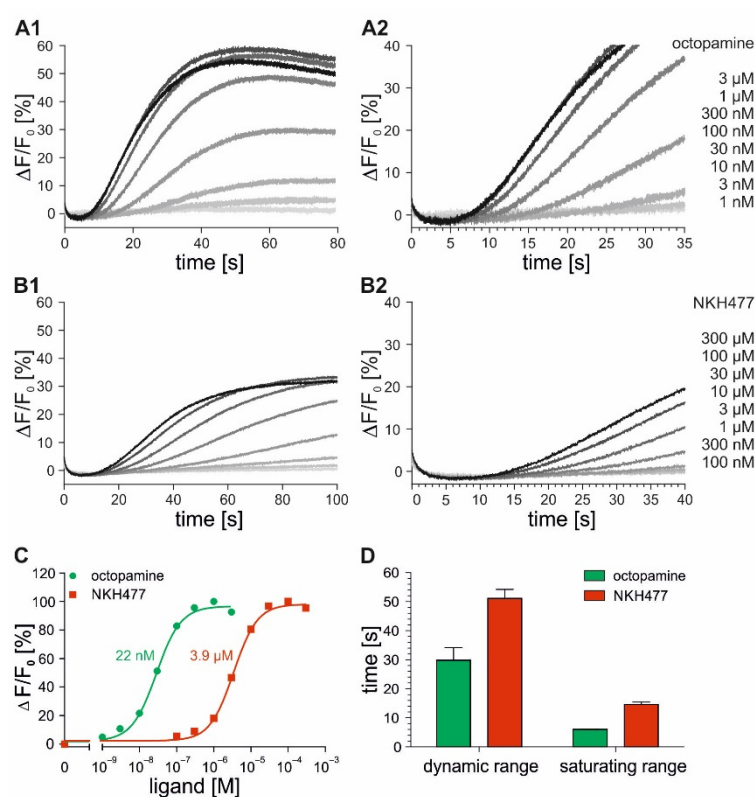 A1
A2
60
50
40
30
20
10
0
ΔF/F0 [%]
0 20 40 60 80
time [s]
40
30
20
10
0
ΔF/F0 [%]
0 5 10 15 20 25 30 35
time [s]
octopamine
3 µM
1 µM
300 nM
100 nM
30 nM
10 nM
3 nM
1 nM
B1
B2
60
50
40
30
20
10
0
ΔF/F0 [%]
0 20 40 60 80 100
time [s]
40
30
20
10
0
ΔF/F0 [%]
0 5 10 15 20 25 30 35 40
time [s]
NKH477
300 µM
100 µM
30 µM
10 µM
3 µM
1 µM
300 nM
100 nM
C
120
100
80
60
40
20
0
Δ F/F0 [%]
octopamine
NKH477
22 nM
3.9 µM
0 10⁻⁹ 10⁻⁸ 10⁻⁷ 10⁻⁶ 10⁻⁵ 10⁻⁴ 10⁻³
ligand [M]
D
60
50
40
30
20
10
0
time [s]
octopamine
NKH477
dynamic range saturating range